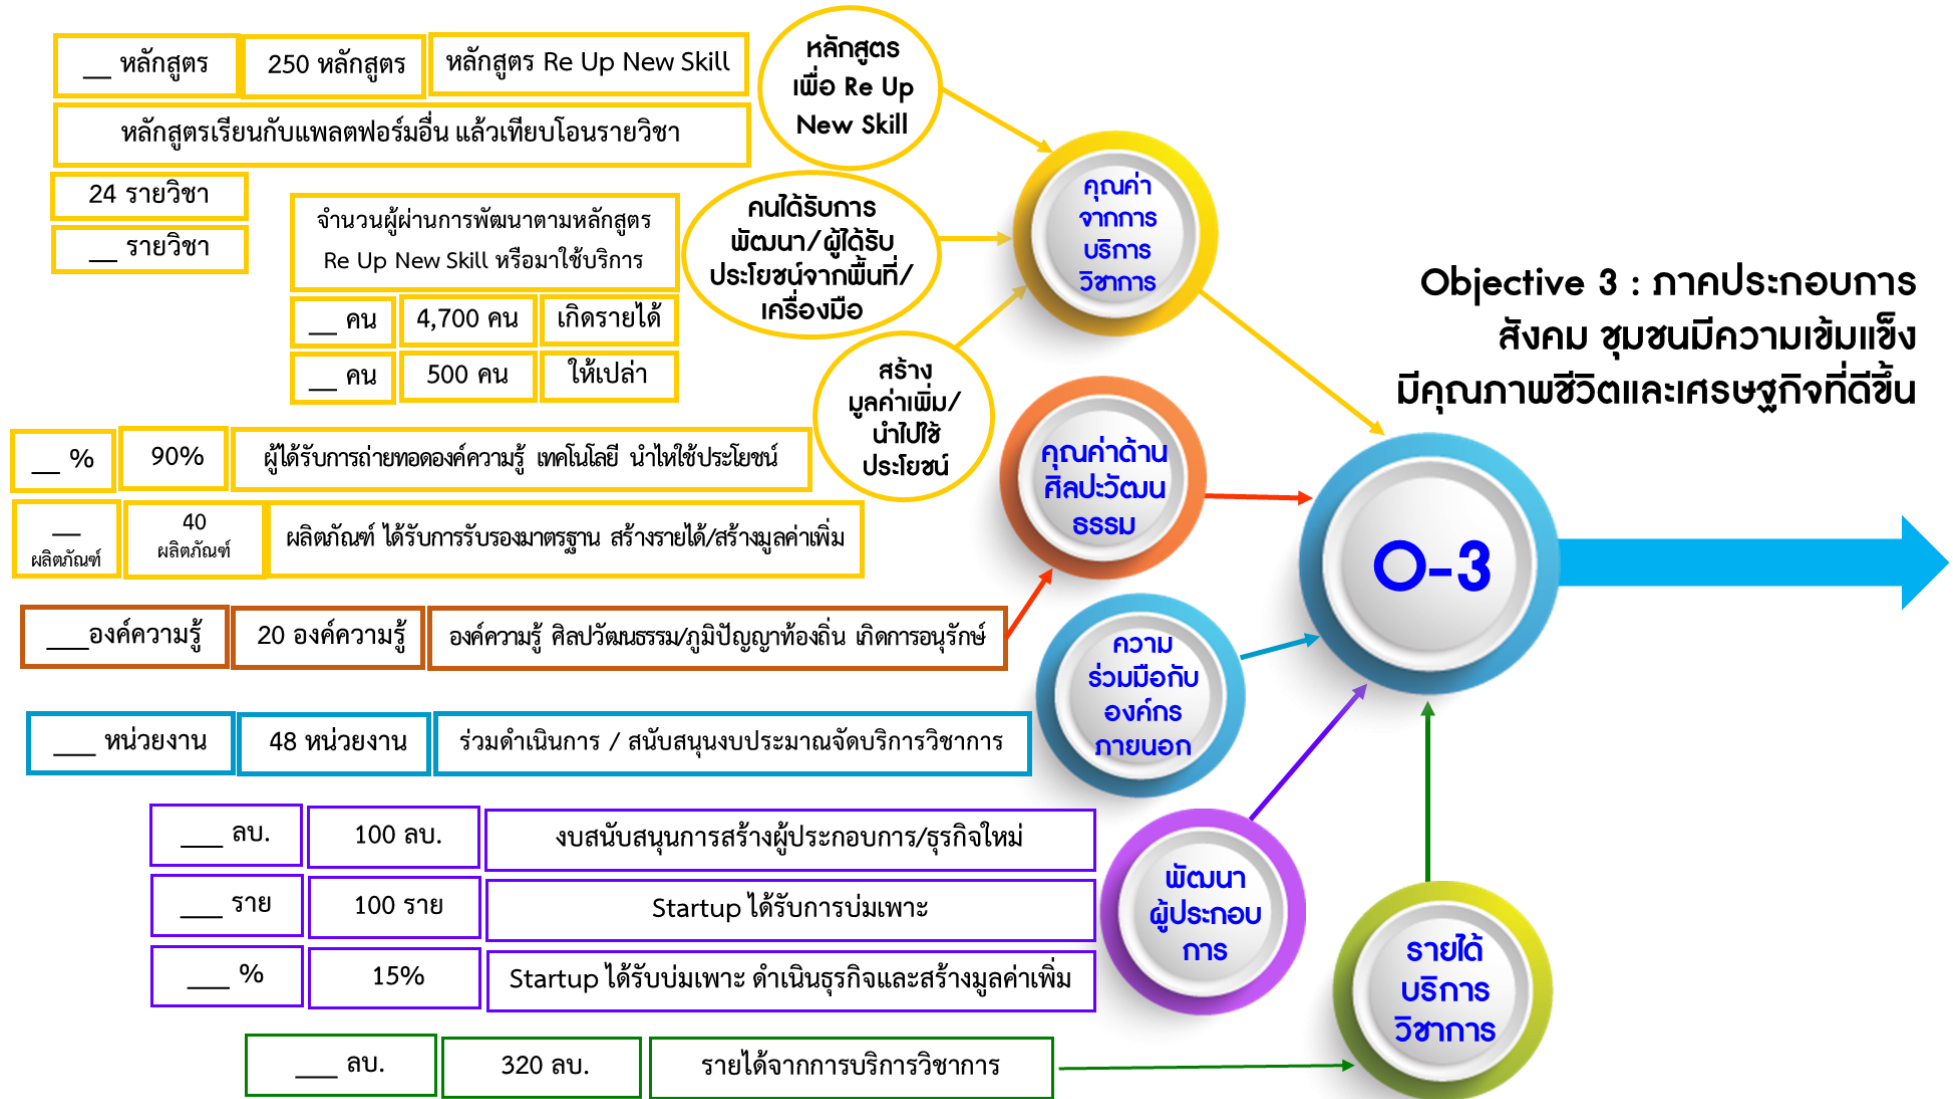 __ หลักสูตร
250 หลักสูตร
หลักสูตร Re Up New Skill
หลักสูตรเรียนกับแพลตฟอร์มอื่น แล้วเทียบโอนรายวิชา
24 รายวิชา
__ รายวิชา
จำนวนผู้ผ่านการพัฒนาตามหลักสูตร
Re Up New Skill หรือมาใช้บริการ
__ คน
4,700 คน
เกิดรายได้
__ คน
500 คน
ให้เปล่า
__ %
90%
ผู้ได้รับการถ่ายทอดองค์ความรู้ เทคโนโลยี นำไหใช้ประโยชน์
__
ผลิตภัณฑ์
40
ผลิตภัณฑ์
ผลิตภัณฑ์ ได้รับการรับรองมาตรฐาน สร้างรายได้/สร้างมูลค่าเพิ่ม
___องค์ความรู้
20 องค์ความรู้
องค์ความรู้ ศิลปวัฒนธรรม/ภูมิปัญญาท้องถิ่น เกิดการอนุรักษ์
___ หน่วยงาน
48 หน่วยงาน
ร่วมดำเนินการ / สนับสนุนงบประมาณจัดบริการวิชาการ
___ ลบ.
100 ลบ.
งบสนับสนุนการสร้างผู้ประกอบการ/ธุรกิจใหม่
___ ราย
100 ราย
Startup ได้รับการบ่มเพาะ
___ %
15%
Startup ได้รับบ่มเพาะ ดำเนินธุรกิจและสร้างมูลค่าเพิ่ม
___ ลบ.
320 ลบ.
รายได้จากการบริการวิชาการ
หลักสูตร
เพื่อ Re Up
New Skill
คนได้รับการ
พัฒนา/ผู้ได้รับ
ประโยชน์จากพื้นที่/
เครื่องมือ
สร้าง
มูลค่าเพิ่ม/
นำไปใช้
ประโยชน์
คุณค่า
จากการ
บริการ
วิชาการ
คุณค่าด้าน
ศิลปะวัฒน
ธรรม
ความ
ร่วมมือกับ
องค์กร
ภายนอก
พัฒนา
ผู้ประกอบ
การ
รายได้
บริการ
วิชาการ
O-3
Objective 3 : ภาคประกอบการ
สังคม ชุมชนมีความเข้มแข็ง
มีคุณภาพชีวิตและเศรษฐกิจที่ดีขึ้น